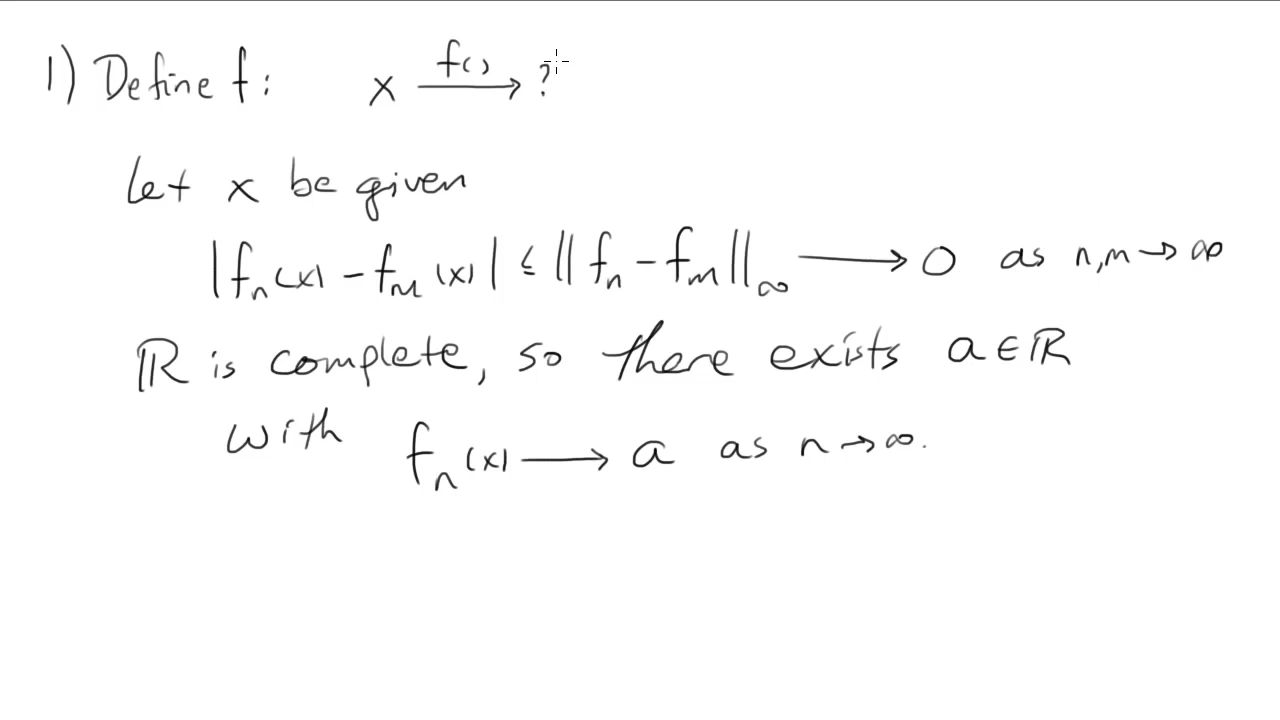 1) Define f: x —f()→ ?
Let x be given
|fₙ(x) - fₘ(x)| ≤ ||fₙ - fₘ||∞ ⟶ 0 as n,m → ∞
ℝ is complete, so there exists a ∈ ℝ
with fₙ(x) ⟶ a as n → ∞.